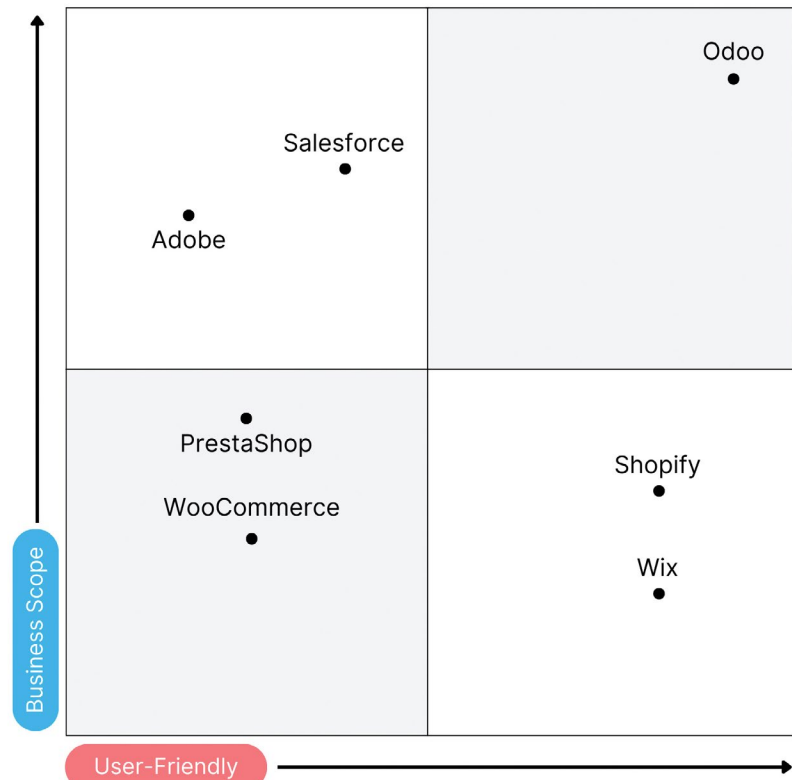 Odoo
Salesforce
Adobe
PrestaShop
WooCommerce
Shopify
Wix
Business Scope
User-Friendly